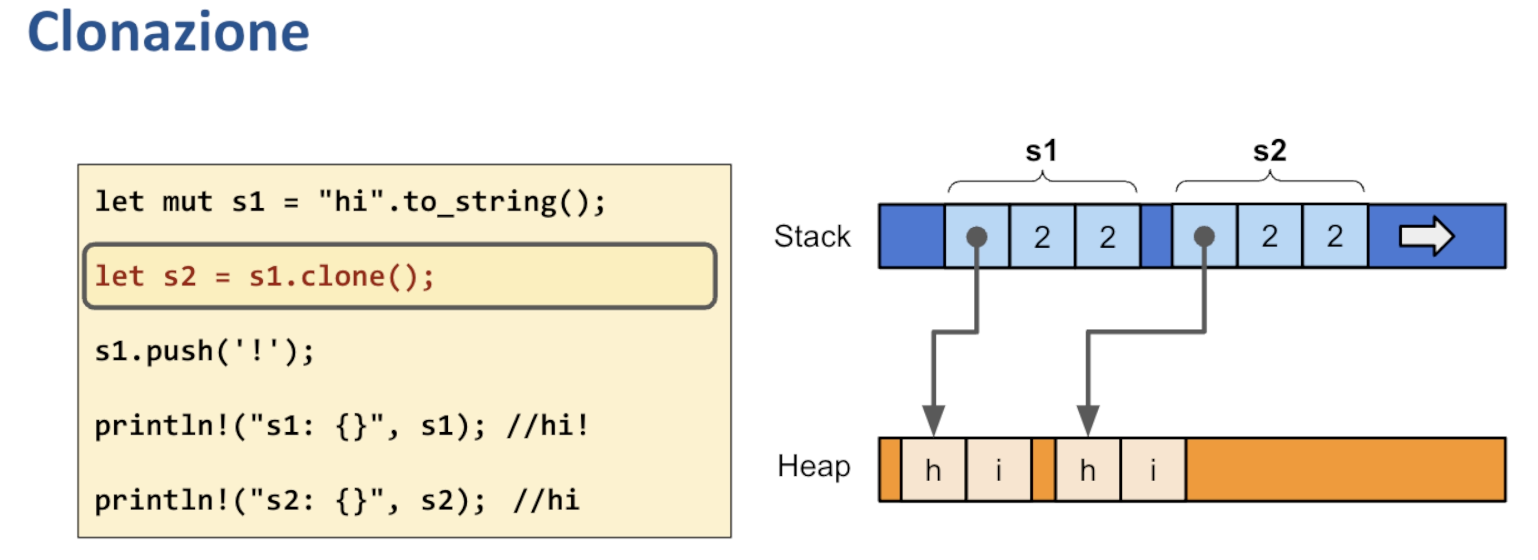 Clonazione
let mut s1 = "hi".to_string();
let s2 = s1.clone();
s1.push('!');
println!("s1: {}", s1); //hi!
println!("s2: {}", s2); //hi
s1 s2
Stack 2 2 2 2
Heap h i h i